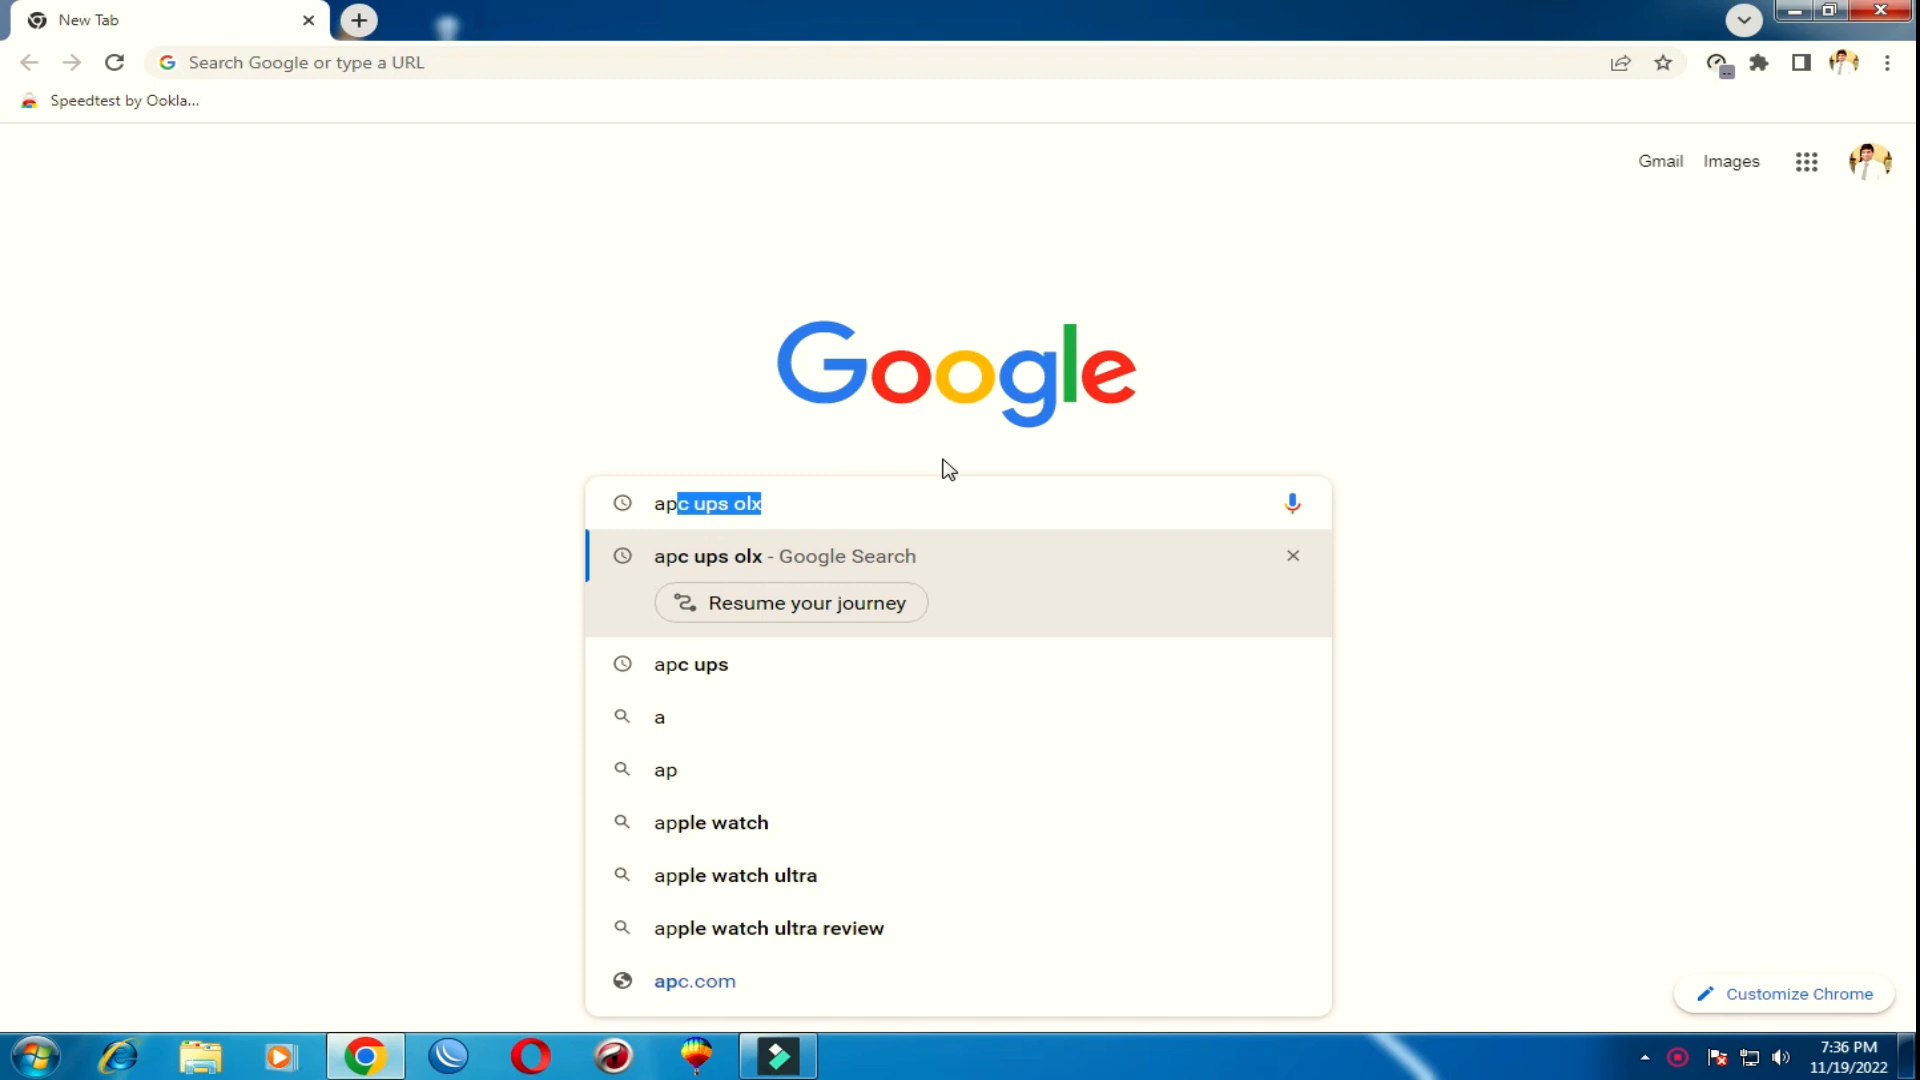 New Tab
Search Google or type a URL
Speedtest by Ookla...
Gmail Images
Google
apc ups olx
apc ups olx - Google Search
Resume your journey
apc ups
a
ap
apple watch
apple watch ultra
apple watch ultra review
apc.com
Customize Chrome
7:36 PM
11/19/2022